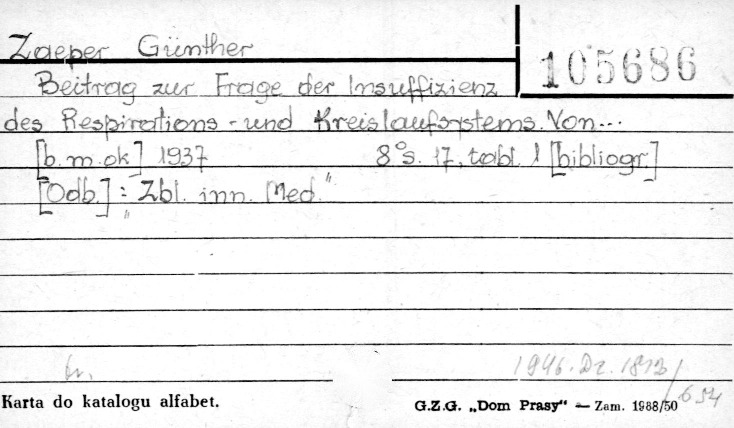 Zaeper Günther
105686
Beitrag zur Frage der Insuffizienz
des Respirations-und Kreislaufsystems. Von...
[b.m.ok] 1937 8° s. 17, tabl. 1 [bibliogr.]
[Odb.]: "Zbl. inn. Med."
1946. Dz. 1813/654
Karta do katalogu alfabet.
G.Z.G. „Dom Prasy" — Zam. 1988/50